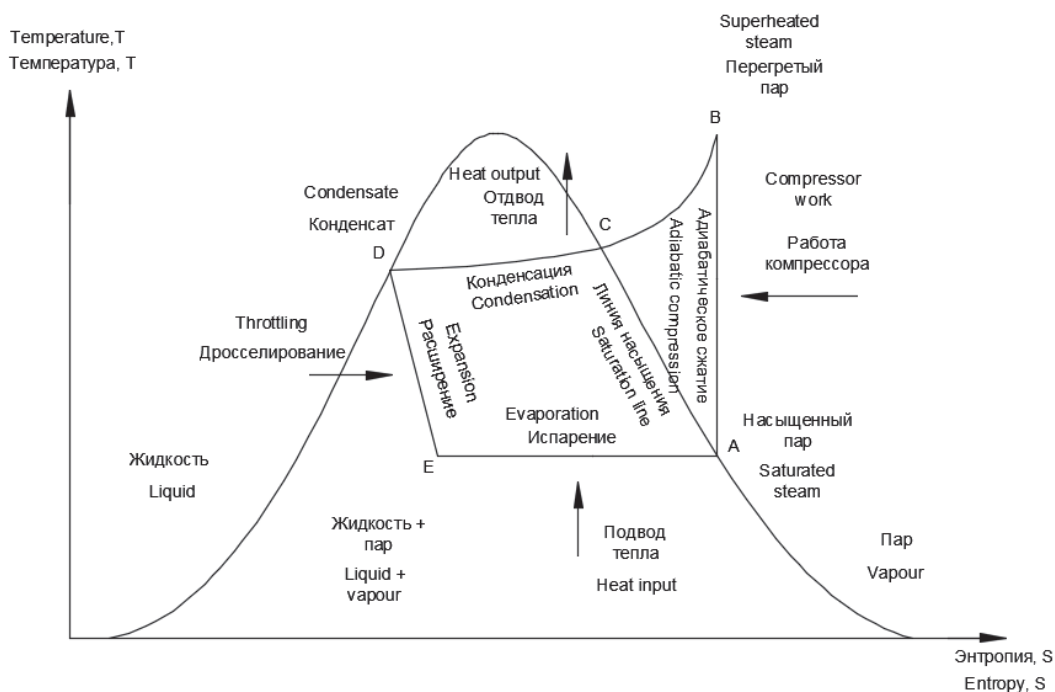 Temperature,T
Температура, T
Superheated
steam
Перегретый
пар
B
Heat output
Отдвод
тепла
Condensate
Конденсат
Compressor
work
Работа
компрессора
C
D
Конденсация
Condensation
Адиабатическое сжатие
Adiabatic compression
Линия насыщения
Saturation line
Throttling
Дросселирование
Expansion
Расширение
Evaporation
Испарение
Насыщенный
пар
A
Saturated
steam
E
Жидкость
Liquid
Жидкость +
пар
Liquid +
vapour
Подвод
тепла
Heat input
Пар
Vapour
Энтропия, S
Entropy, S